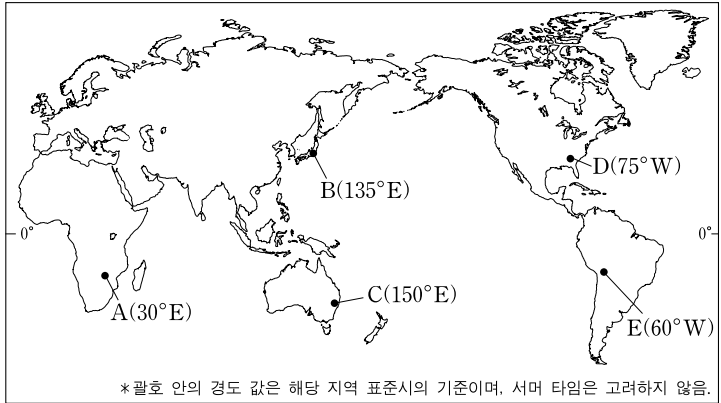 D(75°W)
B(135°E)
0°
0°
C(150°E)
A(30°E)
E(60°W)
＊괄호 안의 경도 값은 해당 지역 표준시의 기준이며, 서머 타임은 고려하지 않음.